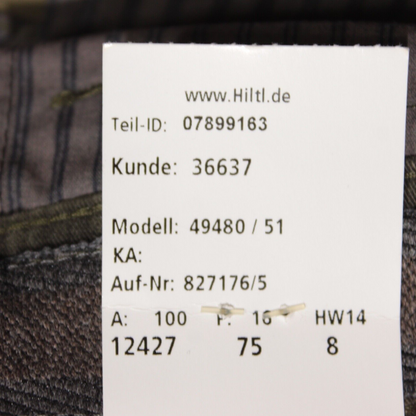 www.Hiltl.de
Teil-ID: 07899163
Kunde: 36637
Modell: 49480 / 51
KA:
Auf-Nr: 827176/5
A: 100 F: 16 HW14
12427 75 8